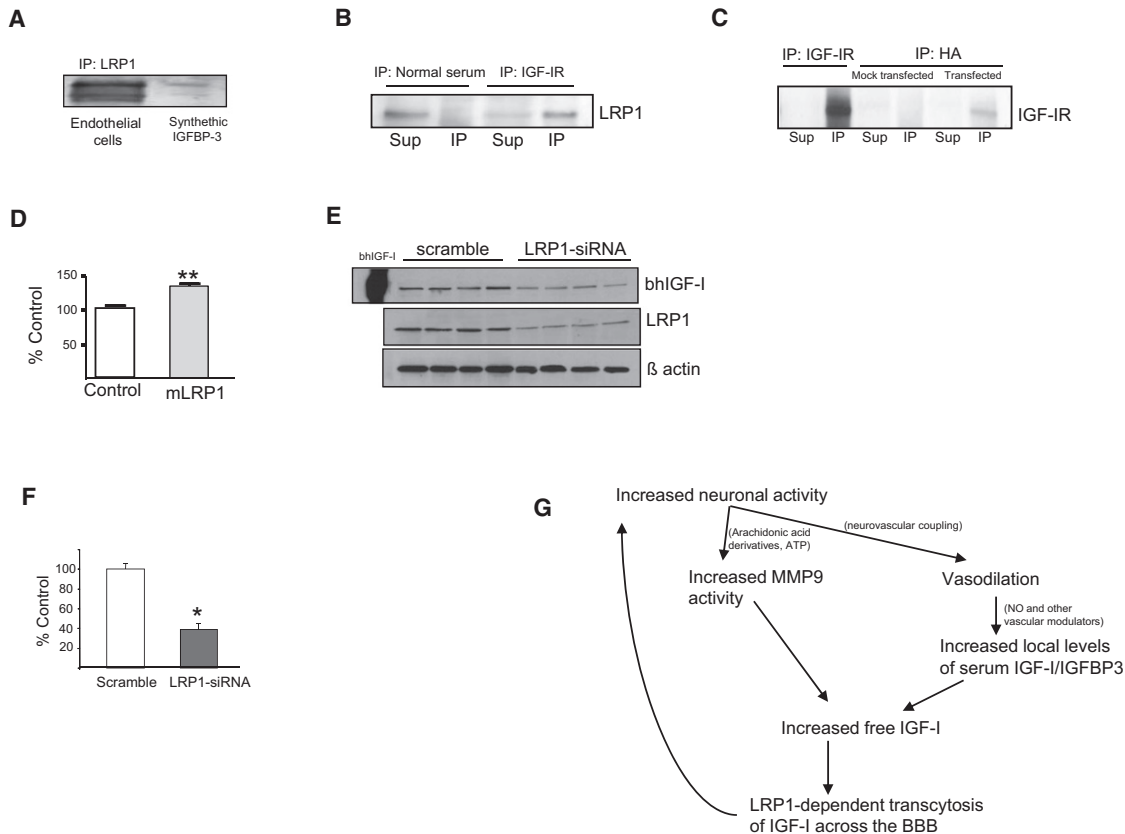 A
IP: LRP1
Endothelial
cells
Synthethic
IGFBP-3
B
IP: Normal serum
IP: IGF-IR
LRP1
Sup
IP
Sup
IP
C
IP: IGF-IR
IP: HA
Mock transfected
Transfected
IGF-IR
Sup
IP
Sup
IP
Sup
IP
D
% Control
150
100
50
**
Control
mLRP1
E
bhIGF-I
scramble
LRP1-siRNA
bhIGF-I
LRP1
ß actin
F
% Control
100
80
60
40
20
*
Scramble
LRP1-siRNA
G
Increased neuronal activity
(Arachidonic acid
derivatives, ATP)
(neurovascular coupling)
Increased MMP9
activity
Vasodilation
(NO and other
vascular modulators)
Increased local levels
of serum IGF-I/IGFBP3
Increased free IGF-I
LRP1-dependent transcytosis
of IGF-I across the BBB